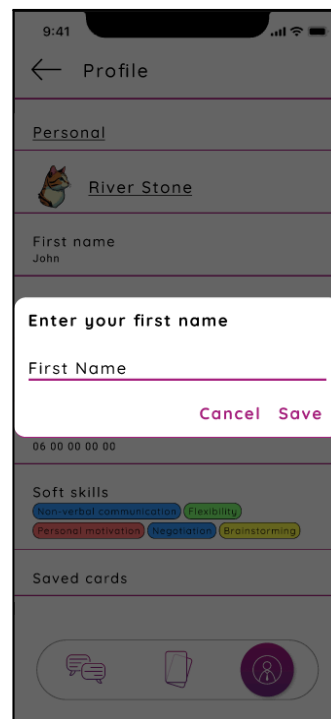 9:41
Profile
Personal
River Stone
First name
John
Enter your first name
First Name
Cancel Save
06 00 00 00 00
Soft skills
Non-verbal communication Flexibility
Personal motivation Negotiation Brainstorming
Saved cards